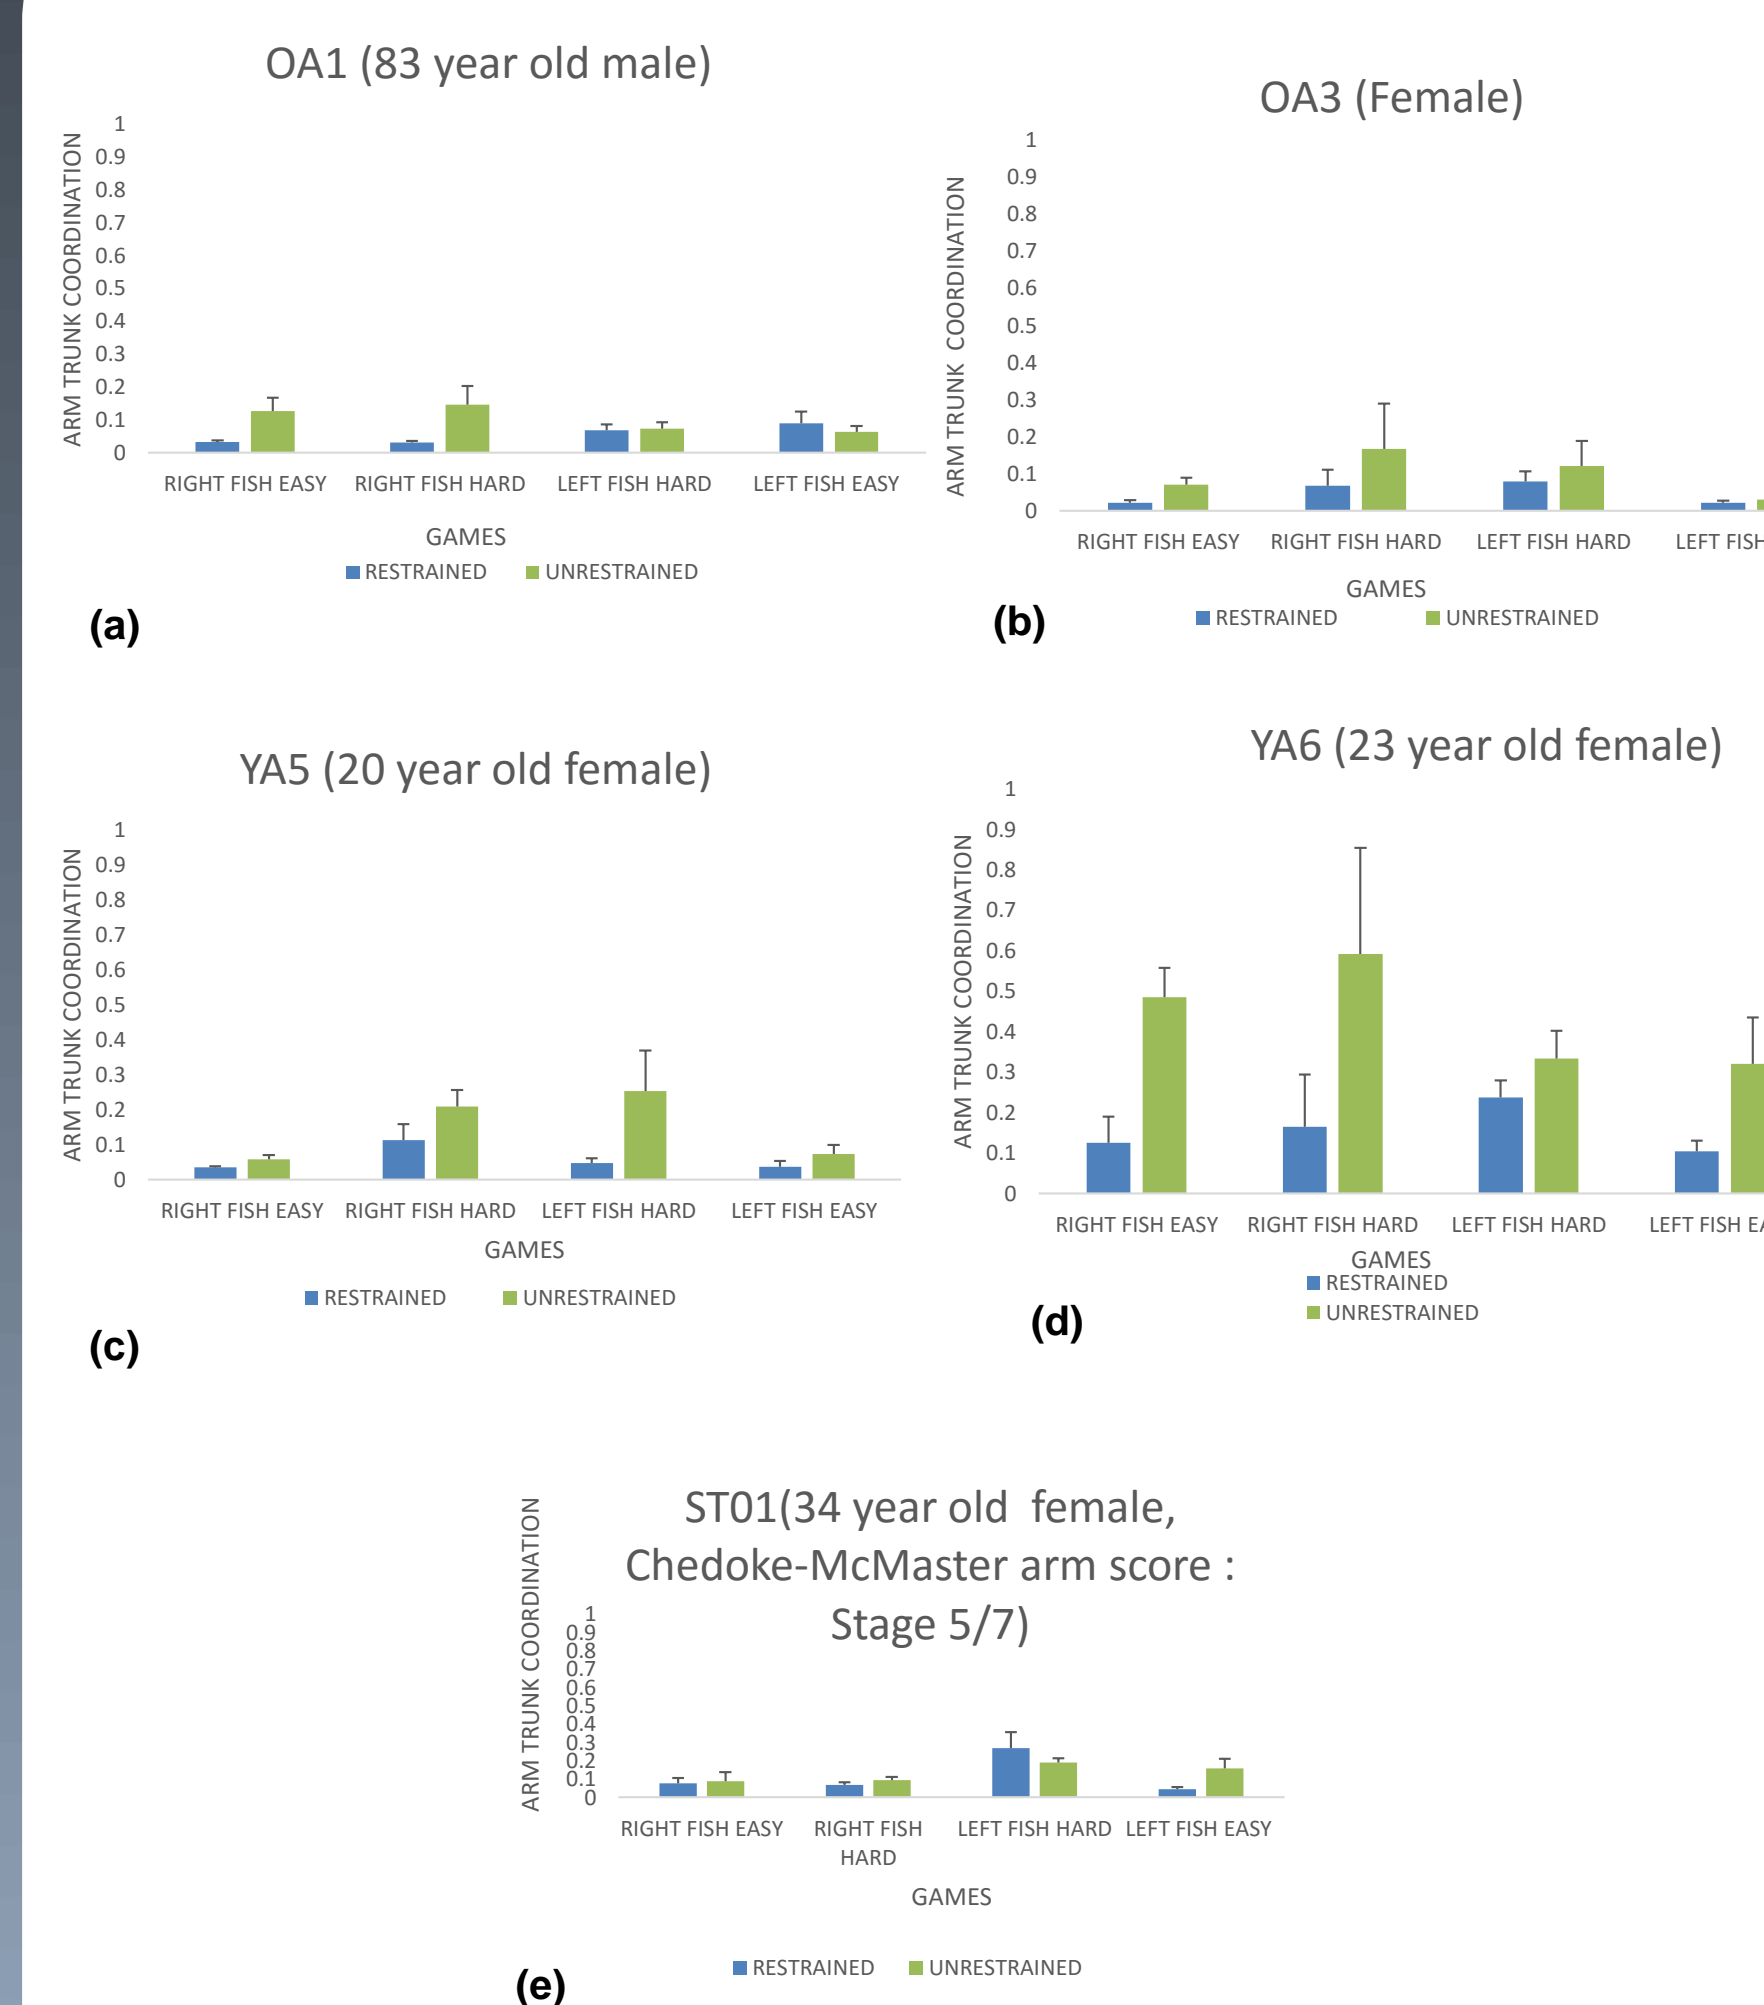 OA1 (83 year old male)
ARM TRUNK COORDINATION
1
0.9
0.8
0.7
0.6
0.5
0.4
0.3
0.2
0.1
0
RIGHT FISH EASY RIGHT FISH HARD LEFT FISH HARD LEFT FISH EASY
GAMES
RESTRAINED UNRESTRAINED
(a)
OA3 (Female)
ARM TRUNK COORDINATION
1
0.9
0.8
0.7
0.6
0.5
0.4
0.3
0.2
0.1
0
RIGHT FISH EASY RIGHT FISH HARD LEFT FISH HARD LEFT FISH
GAMES
RESTRAINED UNRESTRAINED
(b)
YA5 (20 year old female)
ARM TRUNK COORDINATION
1
0.9
0.8
0.7
0.6
0.5
0.4
0.3
0.2
0.1
0
RIGHT FISH EASY RIGHT FISH HARD LEFT FISH HARD LEFT FISH EASY
GAMES
RESTRAINED UNRESTRAINED
(c)
YA6 (23 year old female)
ARM TRUNK COORDINATION
1
0.9
0.8
0.7
0.6
0.5
0.4
0.3
0.2
0.1
0
RIGHT FISH EASY RIGHT FISH HARD LEFT FISH HARD LEFT FISH EA
GAMES
RESTRAINED
UNRESTRAINED
(d)
ST01(34 year old female,
Chedoke-McMaster arm score :
Stage 5/7)
ARM TRUNK COORDINATION
1
0.9
0.8
0.7
0.6
0.5
0.4
0.3
0.2
0.1
0
RIGHT FISH EASY RIGHT FISH LEFT FISH HARD LEFT FISH EASY
HARD
GAMES
RESTRAINED UNRESTRAINED
(e)